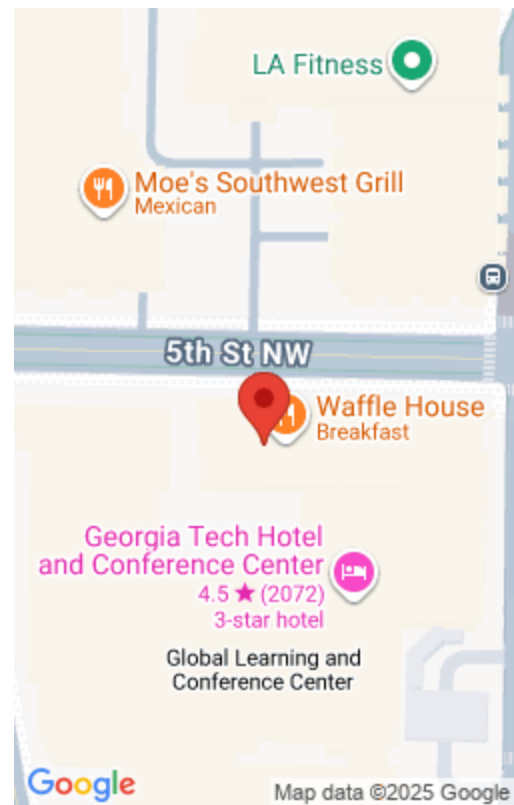 LA Fitness
Moe's Southwest Grill
Mexican
5th St NW
Waffle House
Breakfast
Georgia Tech Hotel
and Conference Center
4.5 ★ (2072)
3-star hotel
Global Learning and
Conference Center
Google
Map data ©2025 Google